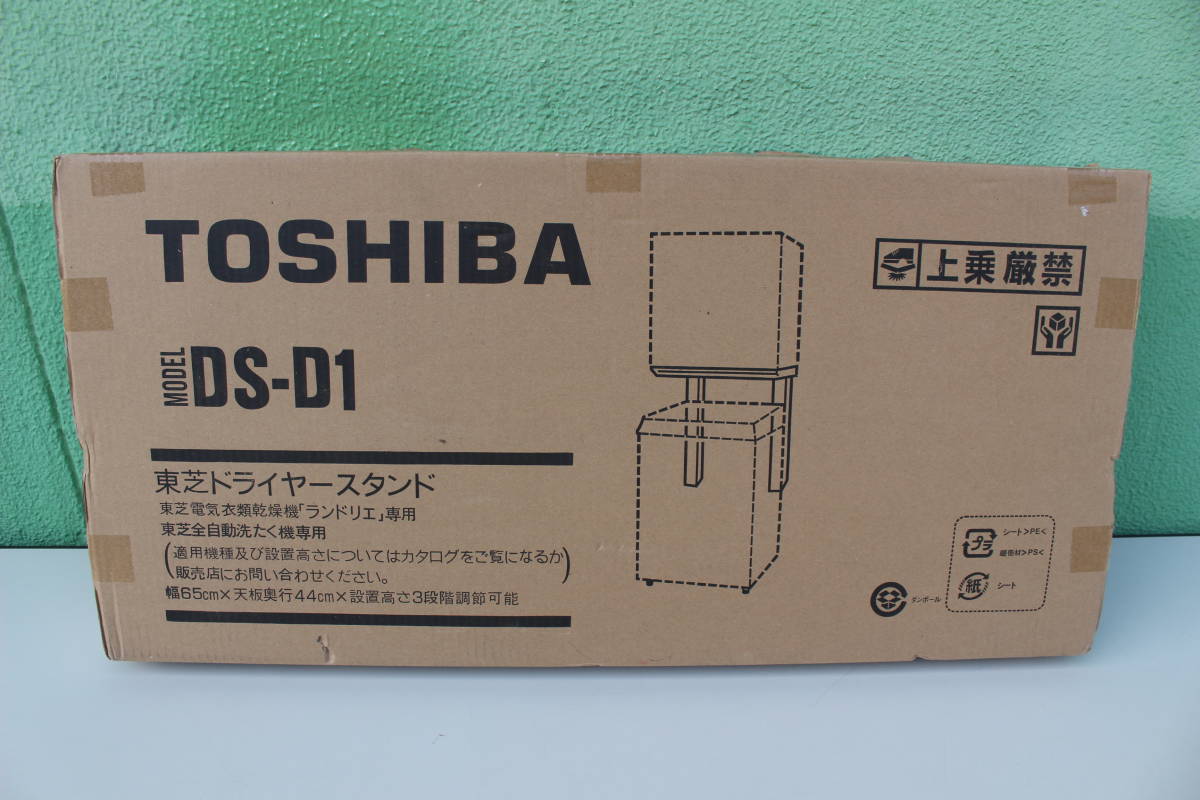 TOSHIBA
MODEL DS-D1
東芝ドライヤースタンド
東芝電気衣類乾燥機「ランドリエ」専用
東芝全自動洗たく機専用
(適用機種及び設置高さについてはカタログをご覧になるか
販売店にお問い合わせください。)
幅65cm×天板奥行44cm×設置高さ3段階調節可能
上乗厳禁
プラ
シート>PE<
緩衝材>PS<
紙
シート
ダンボール